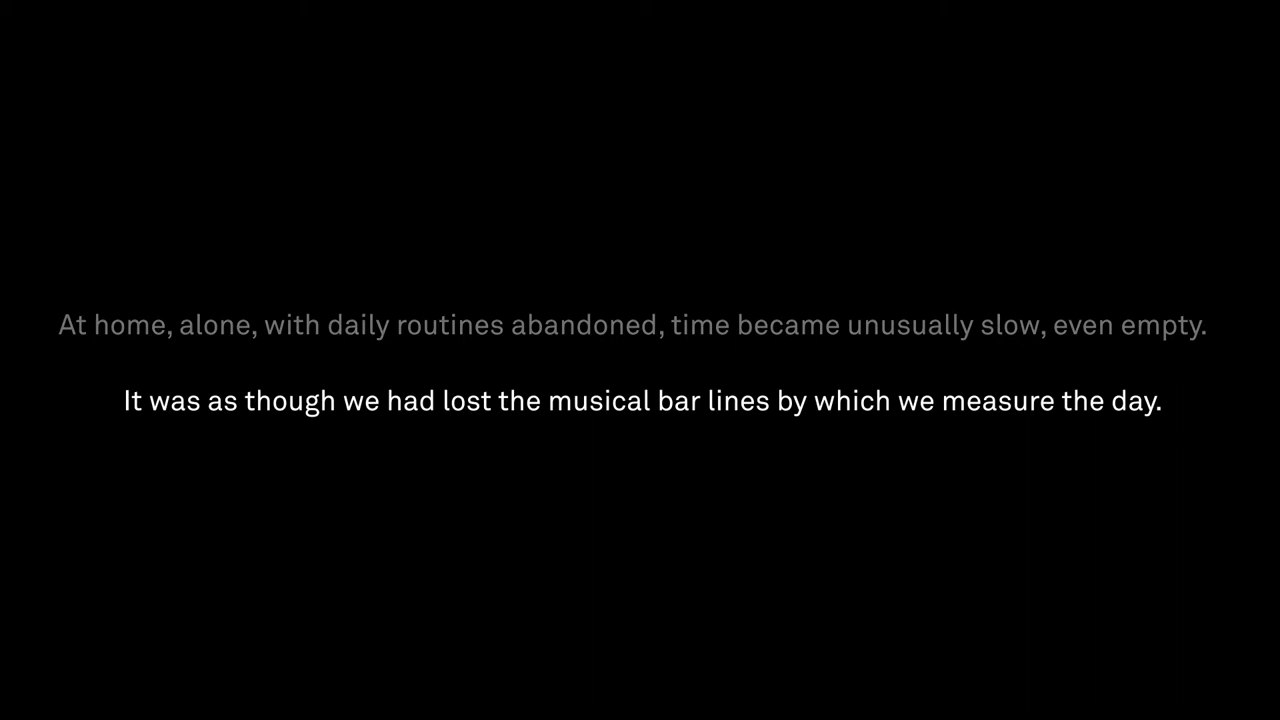 At home, alone, with daily routines abandoned, time became unusually slow, even empty.
It was as though we had lost the musical bar lines by which we measure the day.